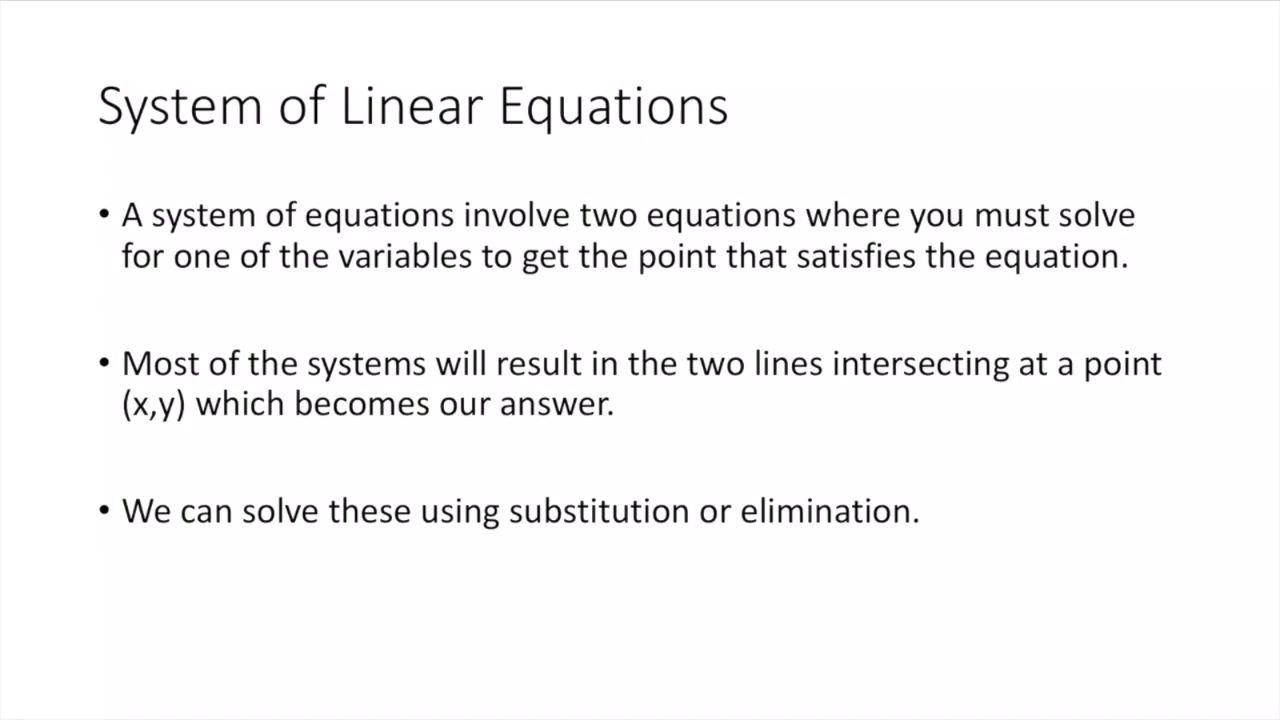 System of Linear Equations
• A system of equations involve two equations where you must solve
for one of the variables to get the point that satisfies the equation.
• Most of the systems will result in the two lines intersecting at a point
(x,y) which becomes our answer.
• We can solve these using substitution or elimination.